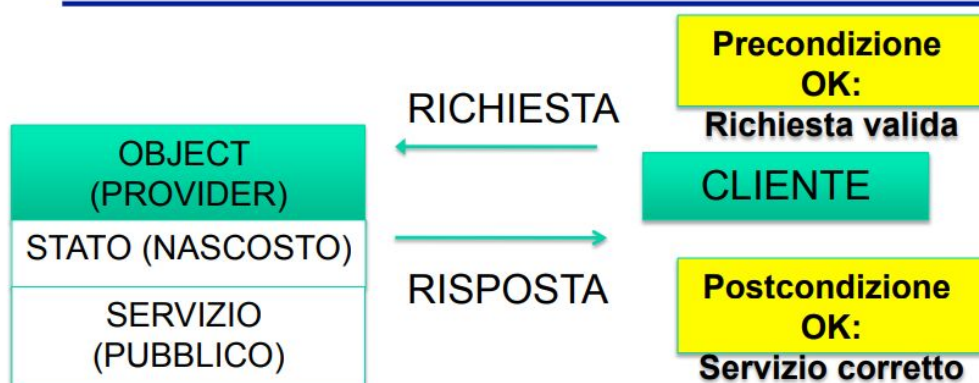 Precondizione
OK:
Richiesta valida
RICHIESTA
OBJECT
(PROVIDER)
CLIENTE
STATO (NASCOSTO)
RISPOSTA
SERVIZIO
(PUBBLICO)
Postcondizione
OK:
Servizio corretto